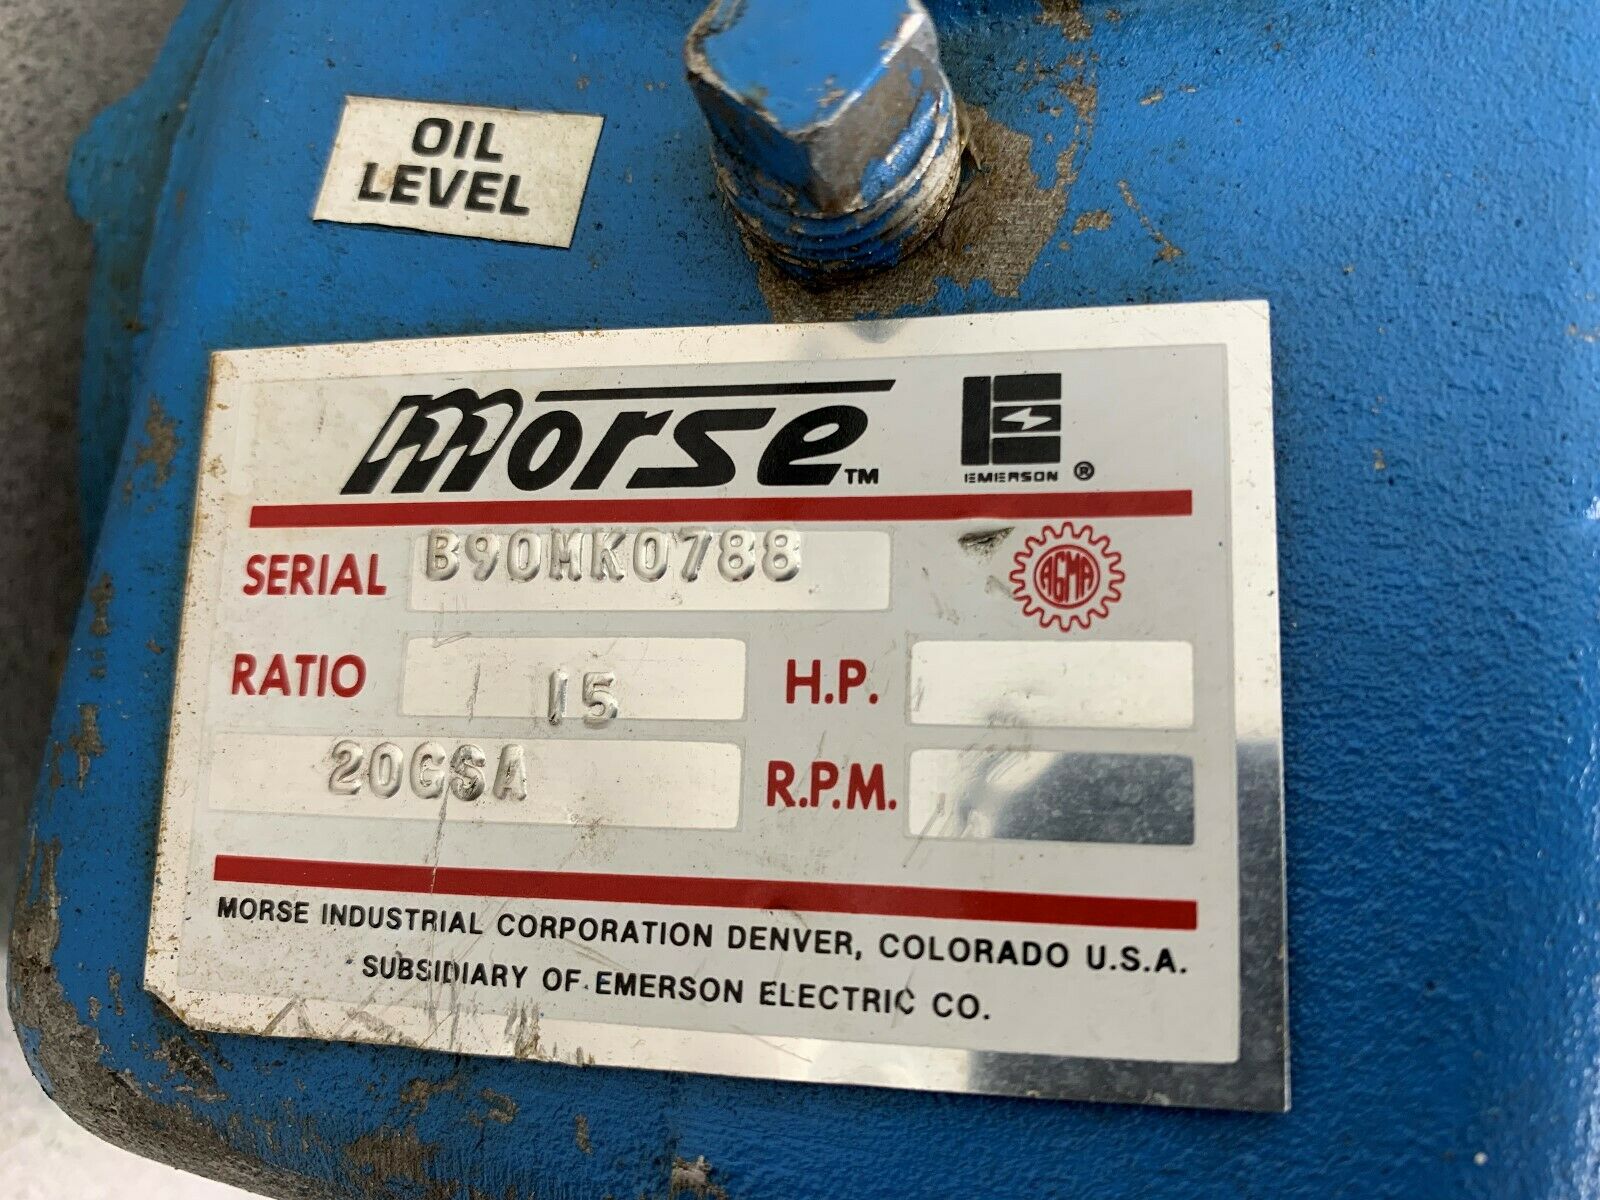 OIL
LEVEL
morse™
EMERSON ®
SERIAL B90MK0788
AGMA
RATIO 15 H.P.
20GSA R.P.M.
MORSE INDUSTRIAL CORPORATION DENVER, COLORADO U.S.A.
SUBSIDIARY OF EMERSON ELECTRIC CO.